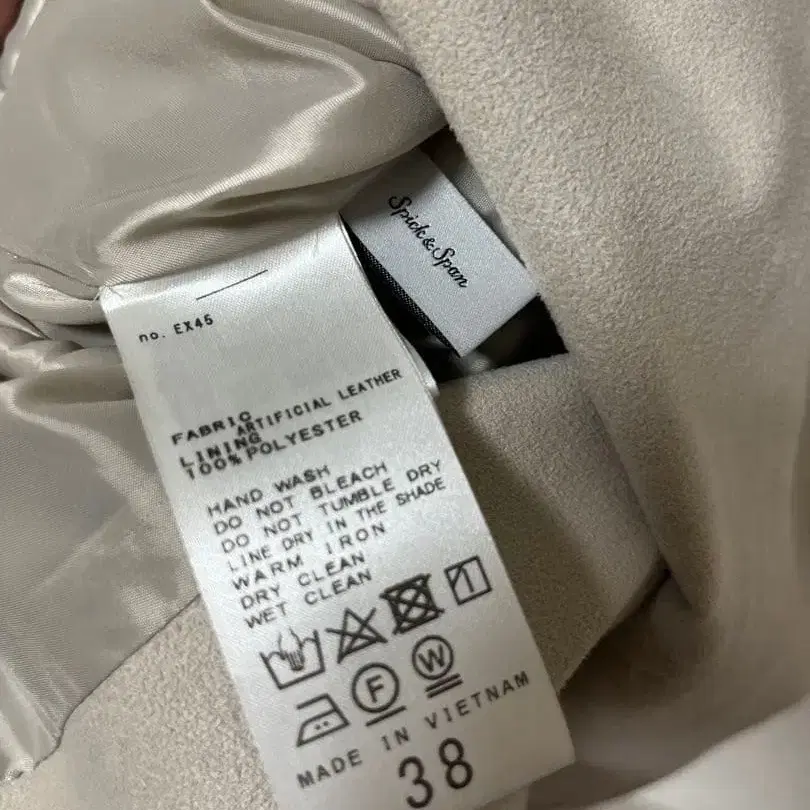 Spick&Span
no. EX45
FABRIC
ARTIFICIAL LEATHER
LINING
100% POLYESTER
HAND WASH
DO NOT BLEACH
DO NOT TUMBLE DRY
LINE DRY IN THE SHADE
WARM IRON
DRY CLEAN
WET CLEAN
F
W
MADE IN VIETNAM
38